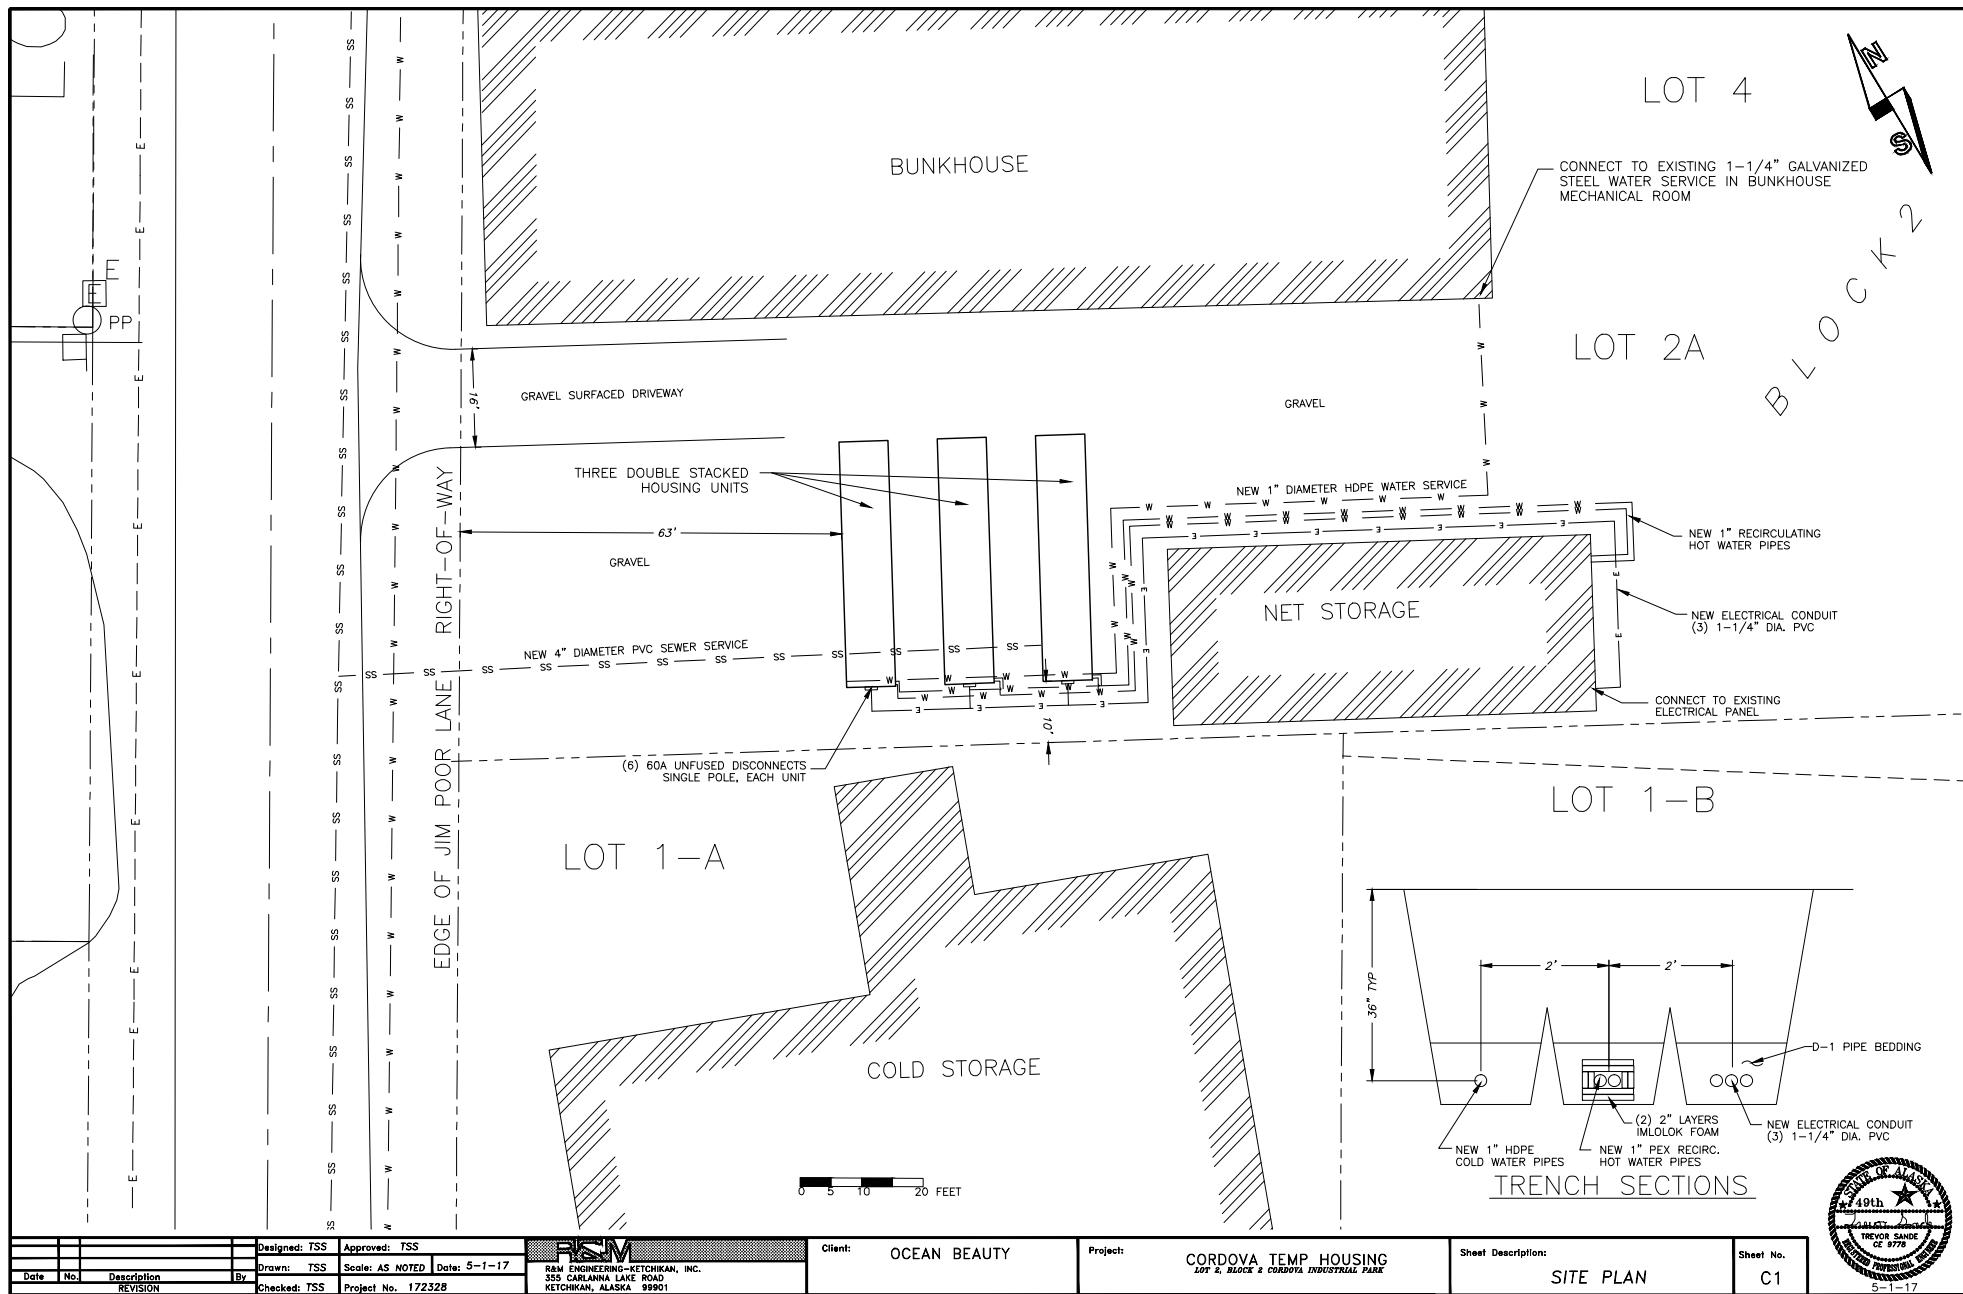 LOT 4
N
S
BUNKHOUSE
CONNECT TO EXISTING 1-1/4" GALVANIZED
STEEL WATER SERVICE IN BUNKHOUSE
MECHANICAL ROOM
BLOCK 2
E
E
PP
LOT 2A
16'
GRAVEL SURFACED DRIVEWAY
GRAVEL
THREE DOUBLE STACKED
HOUSING UNITS
NEW 1" DIAMETER HDPE WATER SERVICE
63'
GRAVEL
NEW 1" RECIRCULATING
HOT WATER PIPES
NET STORAGE
NEW ELECTRICAL CONDUIT
(3) 1-1/4" DIA. PVC
NEW 4" DIAMETER PVC SEWER SERVICE
EDGE OF JIM POOR LANE RIGHT-OF-WAY
CONNECT TO EXISTING
ELECTRICAL PANEL
10'
(6) 60A UNFUSED DISCONNECTS
SINGLE POLE, EACH UNIT
LOT 1-B
LOT 1-A
36" TYP
2'
2'
D-1 PIPE BEDDING
COLD STORAGE
(2) 2" LAYERS
IMLOLOK FOAM
NEW ELECTRICAL CONDUIT
(3) 1-1/4" DIA. PVC
NEW 1" HDPE
COLD WATER PIPES
NEW 1" PEX RECIRC.
HOT WATER PIPES
TRENCH SECTIONS
0 5 10 20 FEET
STATE OF ALASKA
49th
TREVOR SANDE
CE 9778
REGISTERED PROFESSIONAL ENGINEER
5-1-17
Date No. Description By
REVISION
Designed: TSS Approved: TSS
Drawn: TSS Scale: AS NOTED Date: 5-1-17
Checked: TSS Project No. 172328
R&M
R&M ENGINEERING-KETCHIKAN, INC.
355 CARLANNA LAKE ROAD
KETCHIKAN, ALASKA 99901
Client: OCEAN BEAUTY
Project: CORDOVA TEMP HOUSING
LOT 2, BLOCK 2 CORDOVA INDUSTRIAL PARK
Sheet Description:
SITE PLAN
Sheet No.
C1